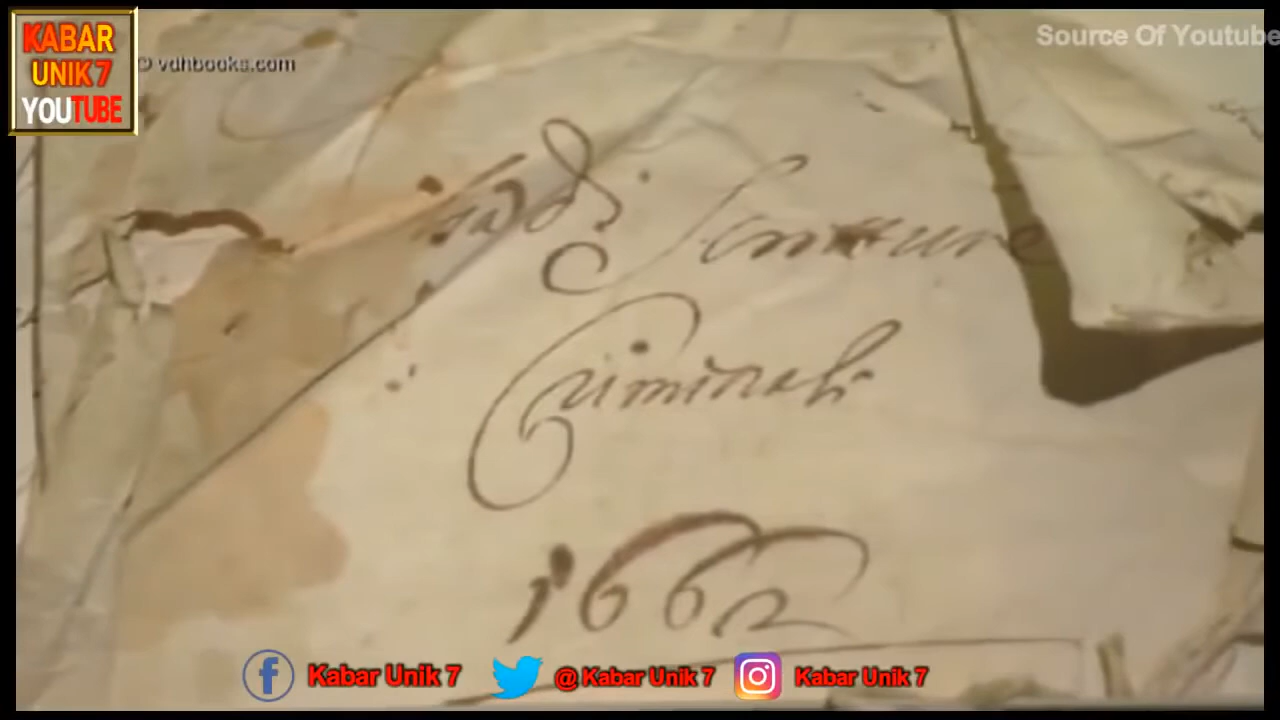 KABAR
UNIK 7
YOUTUBE
© vdhbooks.com
Source Of Youtube
Criminali
1662
Kabar Unik 7
@ Kabar Unik 7
Kabar Unik 7